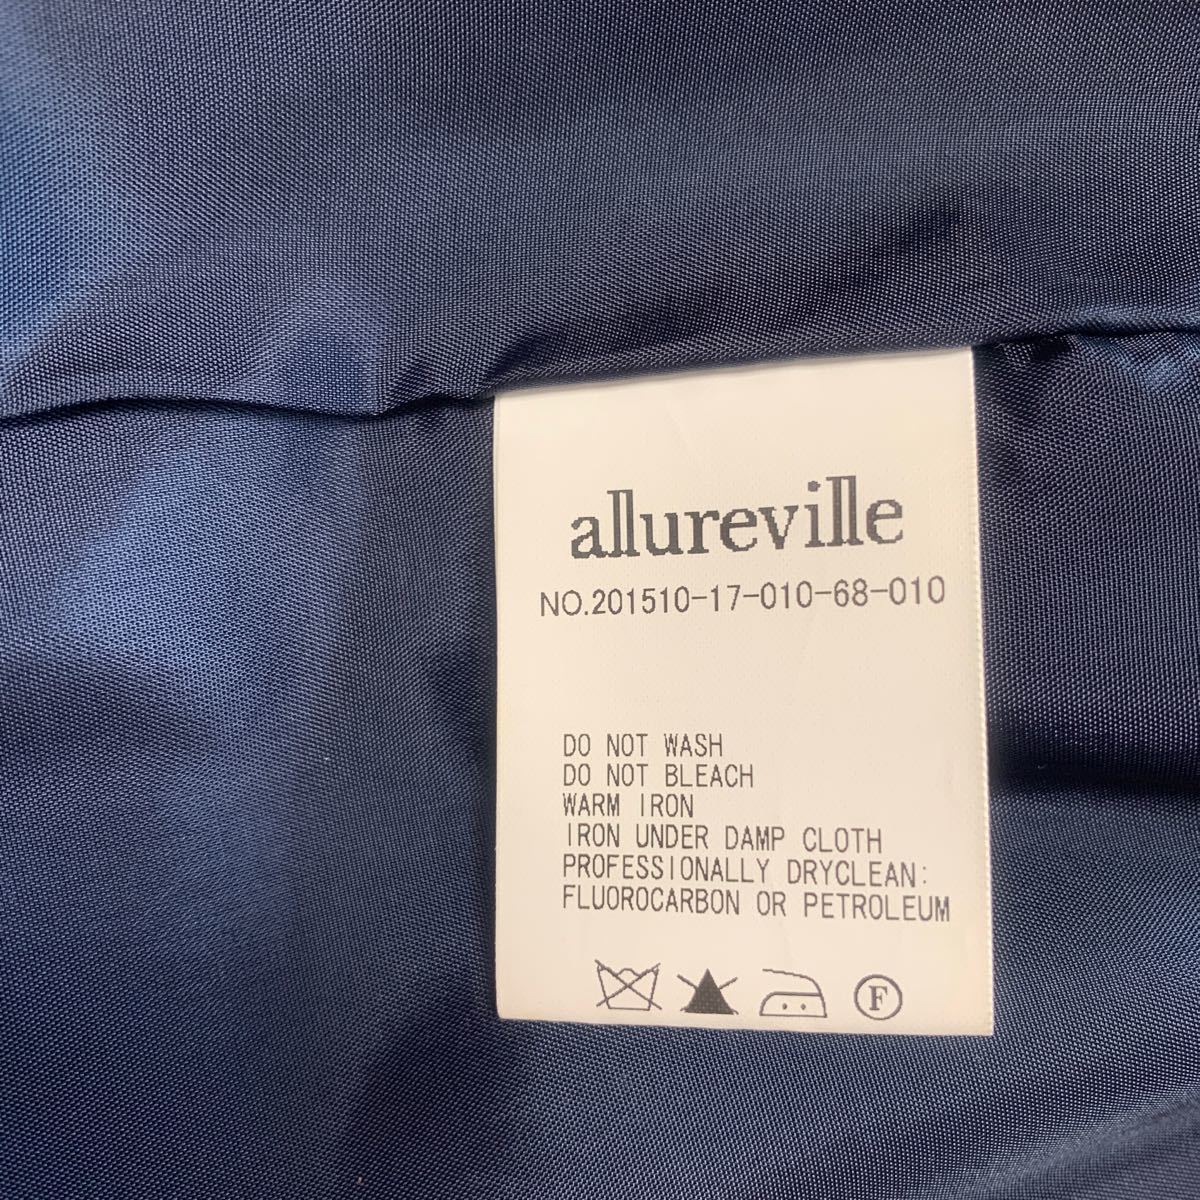 allureville
NO.201510-17-010-68-010
DO NOT WASH
DO NOT BLEACH
WARM IRON
IRON UNDER DAMP CLOTH
PROFESSIONALLY DRYCLEAN:
FLUOROCARBON OR PETROLEUM
F